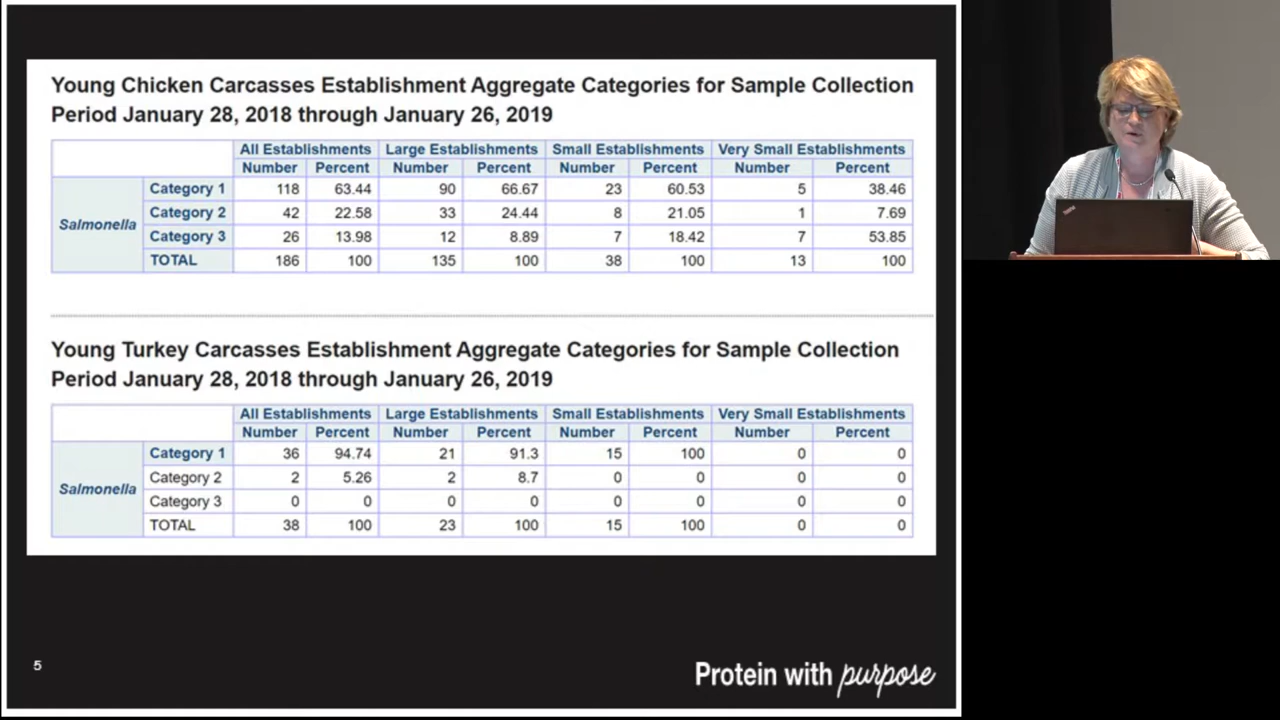 Young Chicken Carcasses Establishment Aggregate Categories for Sample Collection
Period January 28, 2018 through January 26, 2019
All Establishments Large Establishments Small Establishments Very Small Establishments
Number Percent Number Percent Number Percent Number Percent
Salmonella
Category 1 118 63.44 90 66.67 23 60.53 5 38.46
Category 2 42 22.58 33 24.44 8 21.05 1 7.69
Category 3 26 13.98 12 8.89 7 18.42 7 53.85
TOTAL 186 100 135 100 38 100 13 100
Young Turkey Carcasses Establishment Aggregate Categories for Sample Collection
Period January 28, 2018 through January 26, 2019
All Establishments Large Establishments Small Establishments Very Small Establishments
Number Percent Number Percent Number Percent Number Percent
Salmonella
Category 1 36 94.74 21 91.3 15 100 0 0
Category 2 2 5.26 2 8.7 0 0 0 0
Category 3 0 0 0 0 0 0 0 0
TOTAL 38 100 23 100 15 100 0 0
5
Protein with purpose